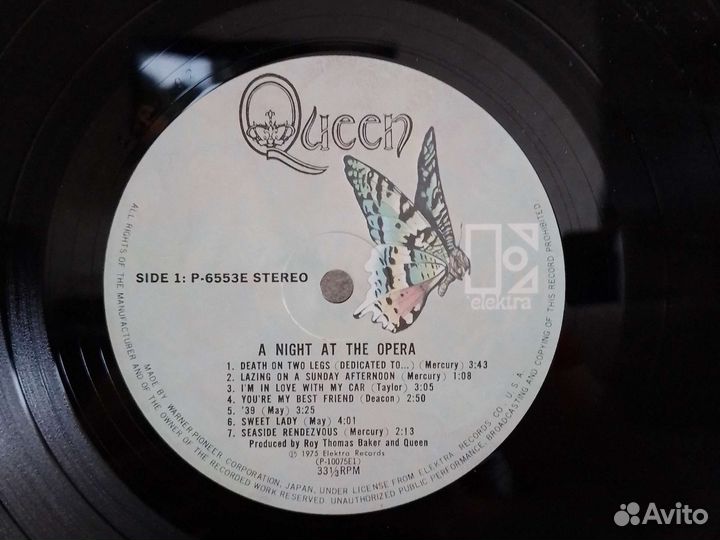 Queen
elektra
SIDE 1: P-6553E STEREO
A NIGHT AT THE OPERA
1. DEATH ON TWO LEGS (DEDICATED TO...) (Mercury) 3:43
2. LAZING ON A SUNDAY AFTERNOON (Mercury) 1:08
3. I'M IN LOVE WITH MY CAR (Taylor) 3:05
4. YOU'RE MY BEST FRIEND (Deacon) 2:50
5. '39 (May) 3:25
6. SWEET LADY (May) 4:01
7. SEASIDE RENDEZVOUS (Mercury) 2:13
Produced by Roy Thomas Baker and Queen
Ⓟ 1975 Elektra Records
(P-10075E1)
33⅓RPM
MADE BY WARNER-PIONEER CORPORATION, JAPAN, UNDER LICENSE FROM ELEKTRA RECORDS CO., U.S.A.
ALL RIGHTS OF THE MANUFACTURER AND OF THE OWNER OF THE RECORDED WORK RESERVED. UNAUTHORIZED PUBLIC PERFORMANCE, BROADCASTING AND COPYING OF THIS RECORD PROHIBITED
Avito